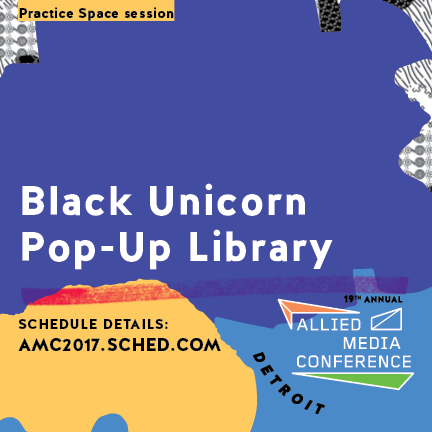 Practice Space session
Black Unicorn
Pop-Up Library
SCHEDULE DETAILS:
AMC2017.SCHED.COM
19TH ANNUAL
ALLIED
MEDIA
CONFERENCE
DETROIT